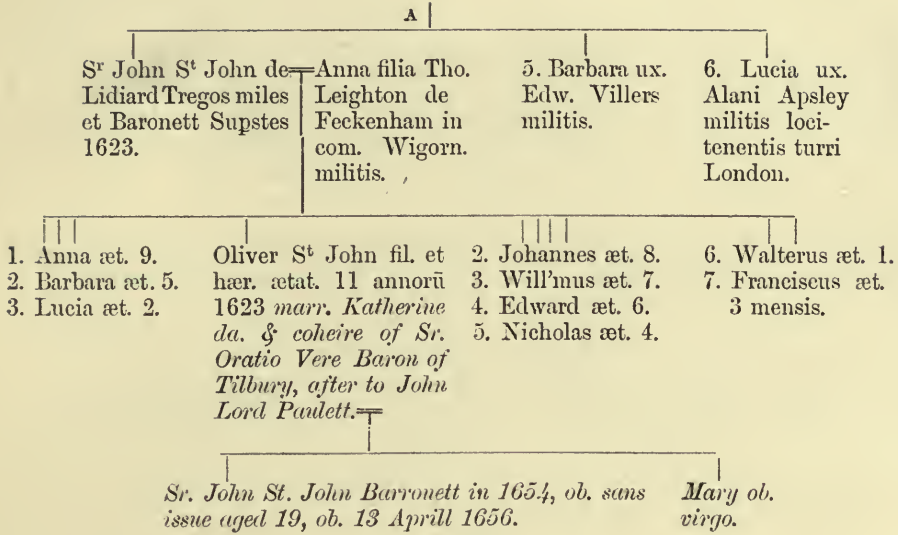 A
Sʳ John Sᵗ John de
Lidiard Tregos miles
et Baronett Supstes
1623.
Anna filia Tho.
Leighton de
Feckenham in
com. Wigorn.
militis.
5. Barbara ux.
Edw. Villers
militis.
6. Lucia ux.
Alani Apsley
militis loci-
tenentis turri
London.
1. Anna æt. 9.
2. Barbara æt. 5.
3. Lucia æt. 2.
Oliver Sᵗ John fil. et
hær. ætat. 11 annorū
1623 marr. Katherine
da. & coheire of Sr.
Oratio Vere Baron of
Tilbury, after to John
Lord Paulett.
2. Johannes æt. 8.
3. Will'mus æt. 7.
4. Edward æt. 6.
5. Nicholas æt. 4.
6. Walterus æt. 1.
7. Franciscus æt.
3 mensis.
Sr. John St. John Barronett in 1654, ob. sans
issue aged 19, ob. 13 Aprill 1656.
Mary ob.
virgo.